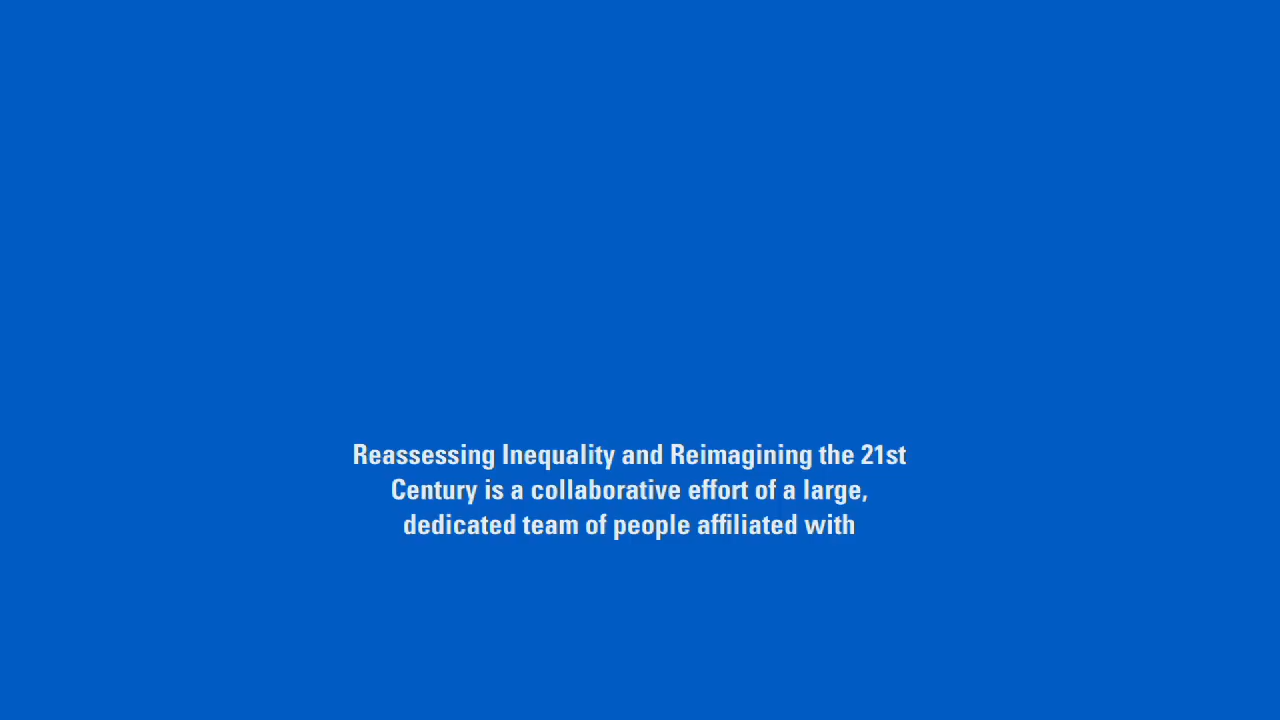 Reassessing Inequality and Reimagining the 21st
Century is a collaborative effort of a large,
dedicated team of people affiliated with